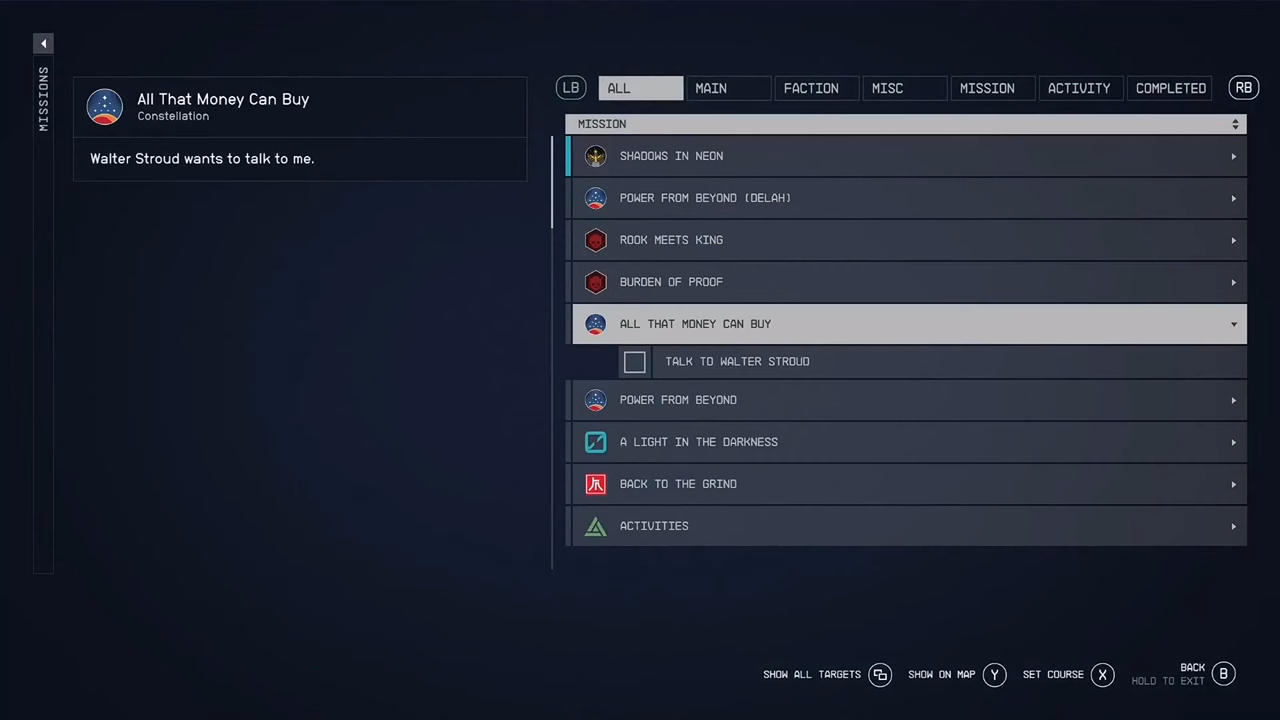 MISSIONS
All That Money Can Buy
Constellation
Walter Stroud wants to talk to me.
LB
ALL
MAIN
FACTION
MISC
MISSION
ACTIVITY
COMPLETED
RB
MISSION
SHADOWS IN NEON
POWER FROM BEYOND (DELAH)
ROOK MEETS KING
BURDEN OF PROOF
ALL THAT MONEY CAN BUY
TALK TO WALTER STROUD
POWER FROM BEYOND
A LIGHT IN THE DARKNESS
BACK TO THE GRIND
ACTIVITIES
SHOW ALL TARGETS
SHOW ON MAP Y
SET COURSE X
BACK B
HOLD TO EXIT